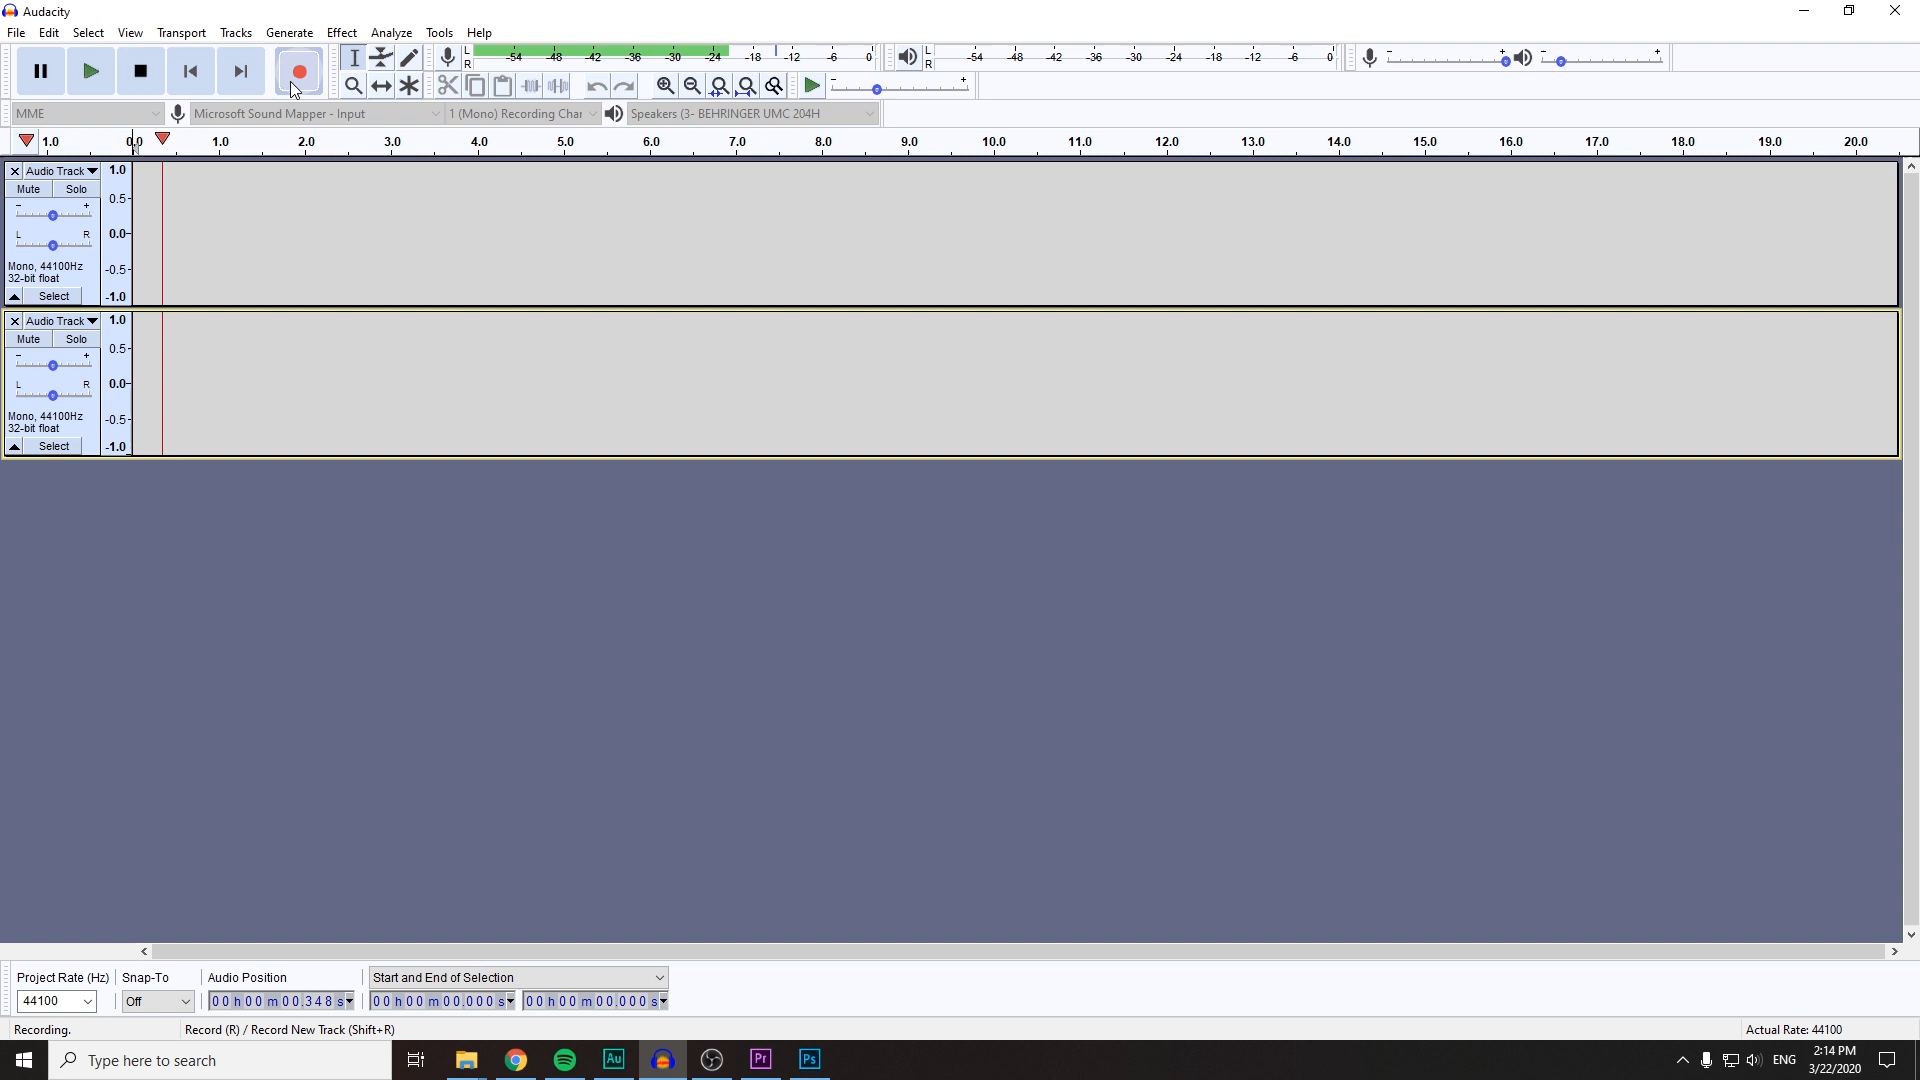 Audacity
File Edit Select View Transport Tracks Generate Effect Analyze Tools Help
L R -54 -48 -42 -36 -30 -24 -18 -12 -6 0 L R -54 -48 -42 -36 -30 -24 -18 -12 -6 0 - + - +
- +
MME Microsoft Sound Mapper - Input 1 (Mono) Recording Char Speakers (3- BEHRINGER UMC 204H
1.0 0.0 1.0 2.0 3.0 4.0 5.0 6.0 7.0 8.0 9.0 10.0 11.0 12.0 13.0 14.0 15.0 16.0 17.0 18.0 19.0 20.0
Audio Track 1.0
Mute Solo 0.5
- +
L R 0.0
Mono, 44100Hz -0.5
32-bit float
Select -1.0
Audio Track 1.0
Mute Solo 0.5
- +
L R 0.0
Mono, 44100Hz -0.5
32-bit float
Select -1.0
Project Rate (Hz) Snap-To Audio Position Start and End of Selection
44100 Off 00 h 00 m 00.348 s 00 h 00 m 00.000 s 00 h 00 m 00.000 s
Recording. Record (R) / Record New Track (Shift+R) Actual Rate: 44100
Type here to search Au Pr Ps ENG 2:14 PM
3/22/2020